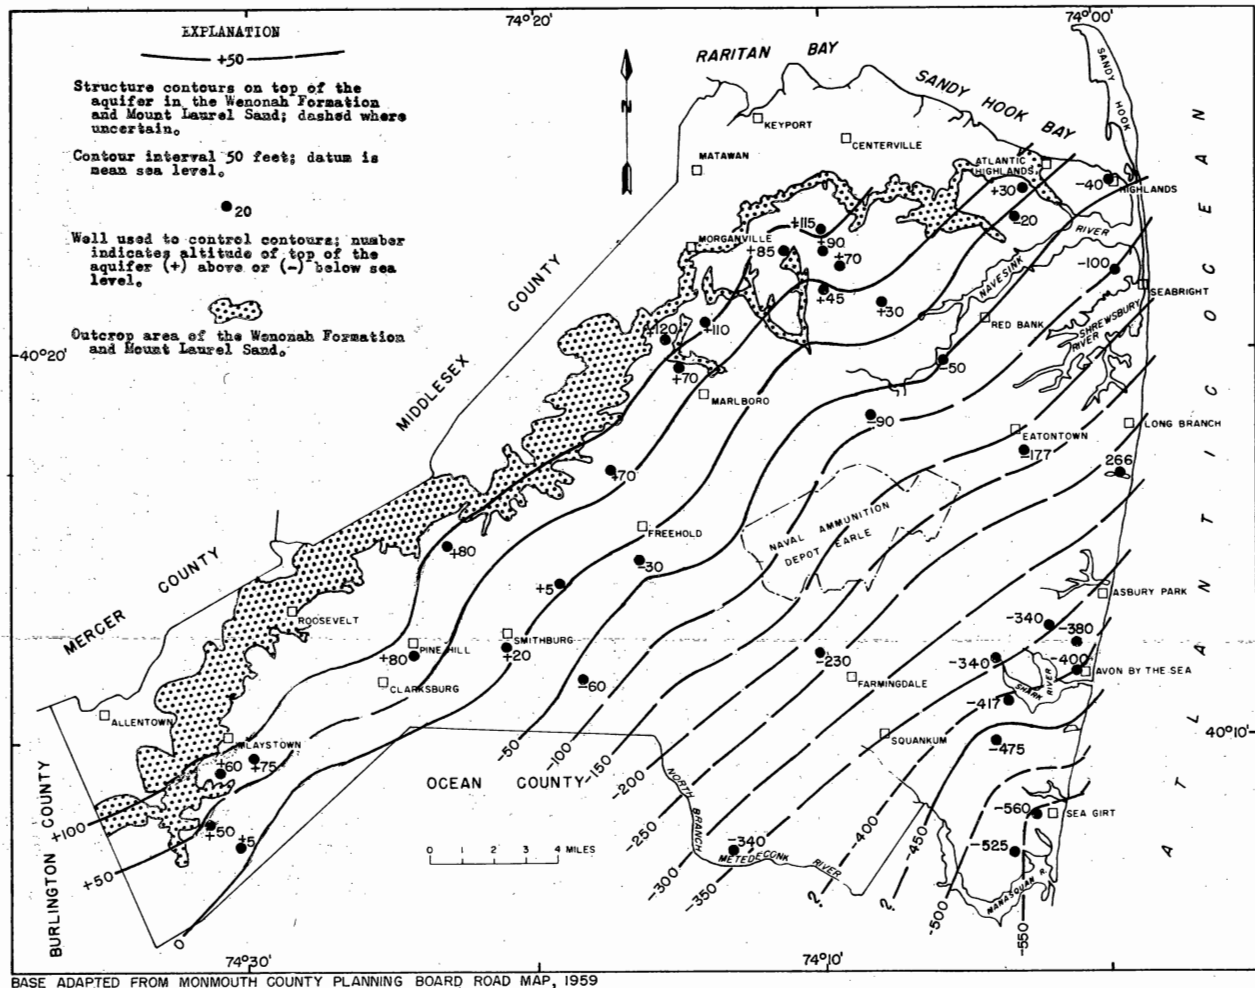 74°20'
74°00'
EXPLANATION
+50
Structure contours on top of the
aquifer in the Wenonah Formation
and Mount Laurel Sand; dashed where
uncertain.
Contour interval 50 feet; datum is
mean sea level.
20
Well used to control contours; number
indicates altitude of top of the
aquifer (+) above or (-) below sea
level.
Outcrop area of the Wenonah Formation
and Mount Laurel Sand.
N
RARITAN BAY
SANDY HOOK BAY
SANDY HOOK
KEYPORT
CENTERVILLE
MATAWAN
ATLANTIC
HIGHLANDS
+30
-40
HIGHLANDS
-20
+115
+90
MORGANVILLE
+85
+70
NAVESINK
RIVER
-100
SEABRIGHT
+45
+30
RED BANK
SHREWSBURY
RIVER
ATLANTIC OCEAN
40°20'
+120
+110
+70
MARLBORO
-50
-90
MIDDLESEX COUNTY
EATONTOWN
-177
LONG BRANCH
266
+70
NAVAL AMMUNITION
DEPOT EARLE
FREEHOLD
-30
+80
+5
MERCER COUNTY
ROOSEVELT
ASBURY PARK
-340
-380
SMITHBURG
+20
PINE HILL
+80
CLARKSBURG
-60
-230
FARMINGDALE
-340
-400
AVON BY THE SEA
SHARK
RIVER
-417
ALLENTOWN
IMLAYSTOWN
+75
+60
SQUANKUM
-475
40°10'
OCEAN COUNTY
-560
SEA GIRT
-525
MANASQUAN R.
+50
+5
0 1 2 3 4 MILES
NORTH
BRANCH
METEDECONK
RIVER
-340
BURLINGTON COUNTY
+100
+50
0
-50
-100
-150
-200
-250
-300
-350
?
-400
?
-450
-500
-550
74°30'
74°10'
BASE ADAPTED FROM MONMOUTH COUNTY PLANNING BOARD ROAD MAP, 1959